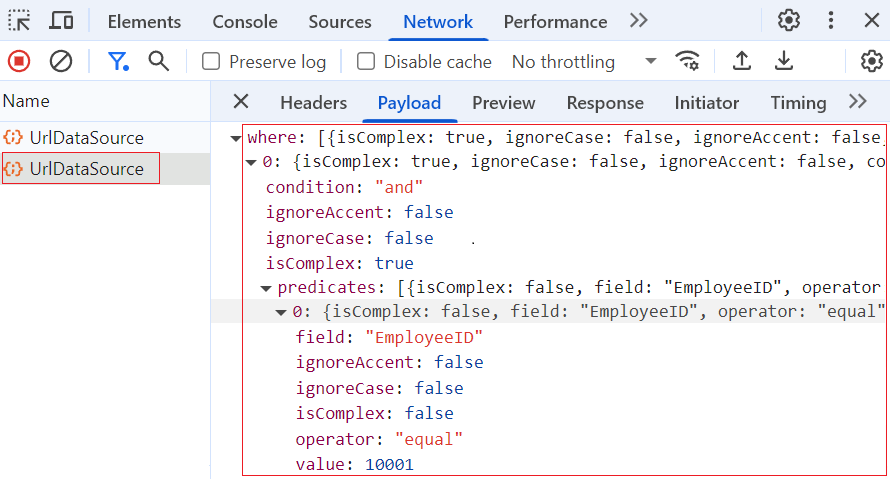 Elements Console Sources Network Performance
Preserve log Disable cache No throttling
Name
Headers Payload Preview Response Initiator Timing
UrlDataSource
UrlDataSource
where: [{isComplex: true, ignoreCase: false, ignoreAccent: false,
0: {isComplex: true, ignoreCase: false, ignoreAccent: false, co
condition: "and"
ignoreAccent: false
ignoreCase: false
isComplex: true
predicates: [{isComplex: false, field: "EmployeeID", operator
0: {isComplex: false, field: "EmployeeID", operator: "equal"
field: "EmployeeID"
ignoreAccent: false
ignoreCase: false
isComplex: false
operator: "equal"
value: 10001